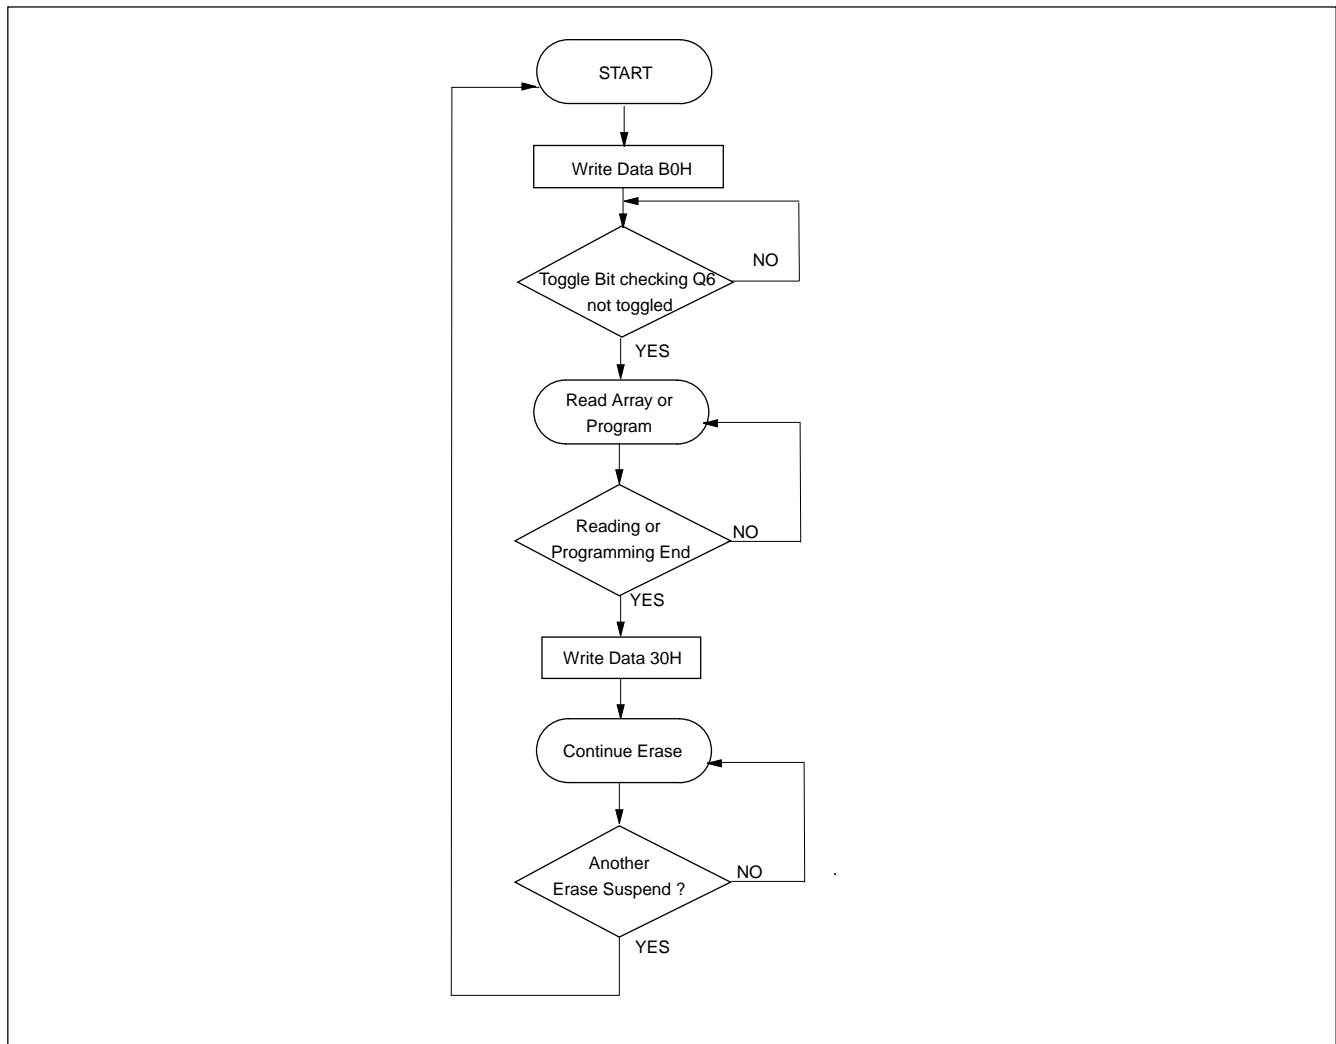 START
Write Data B0H
NO
Toggle Bit checking Q6
not toggled
YES
Read Array or
Program
Reading or
NO
Programming End
YES
Write Data 30H
Continue Erase
Another
NO
Erase Suspend ?
YES
.